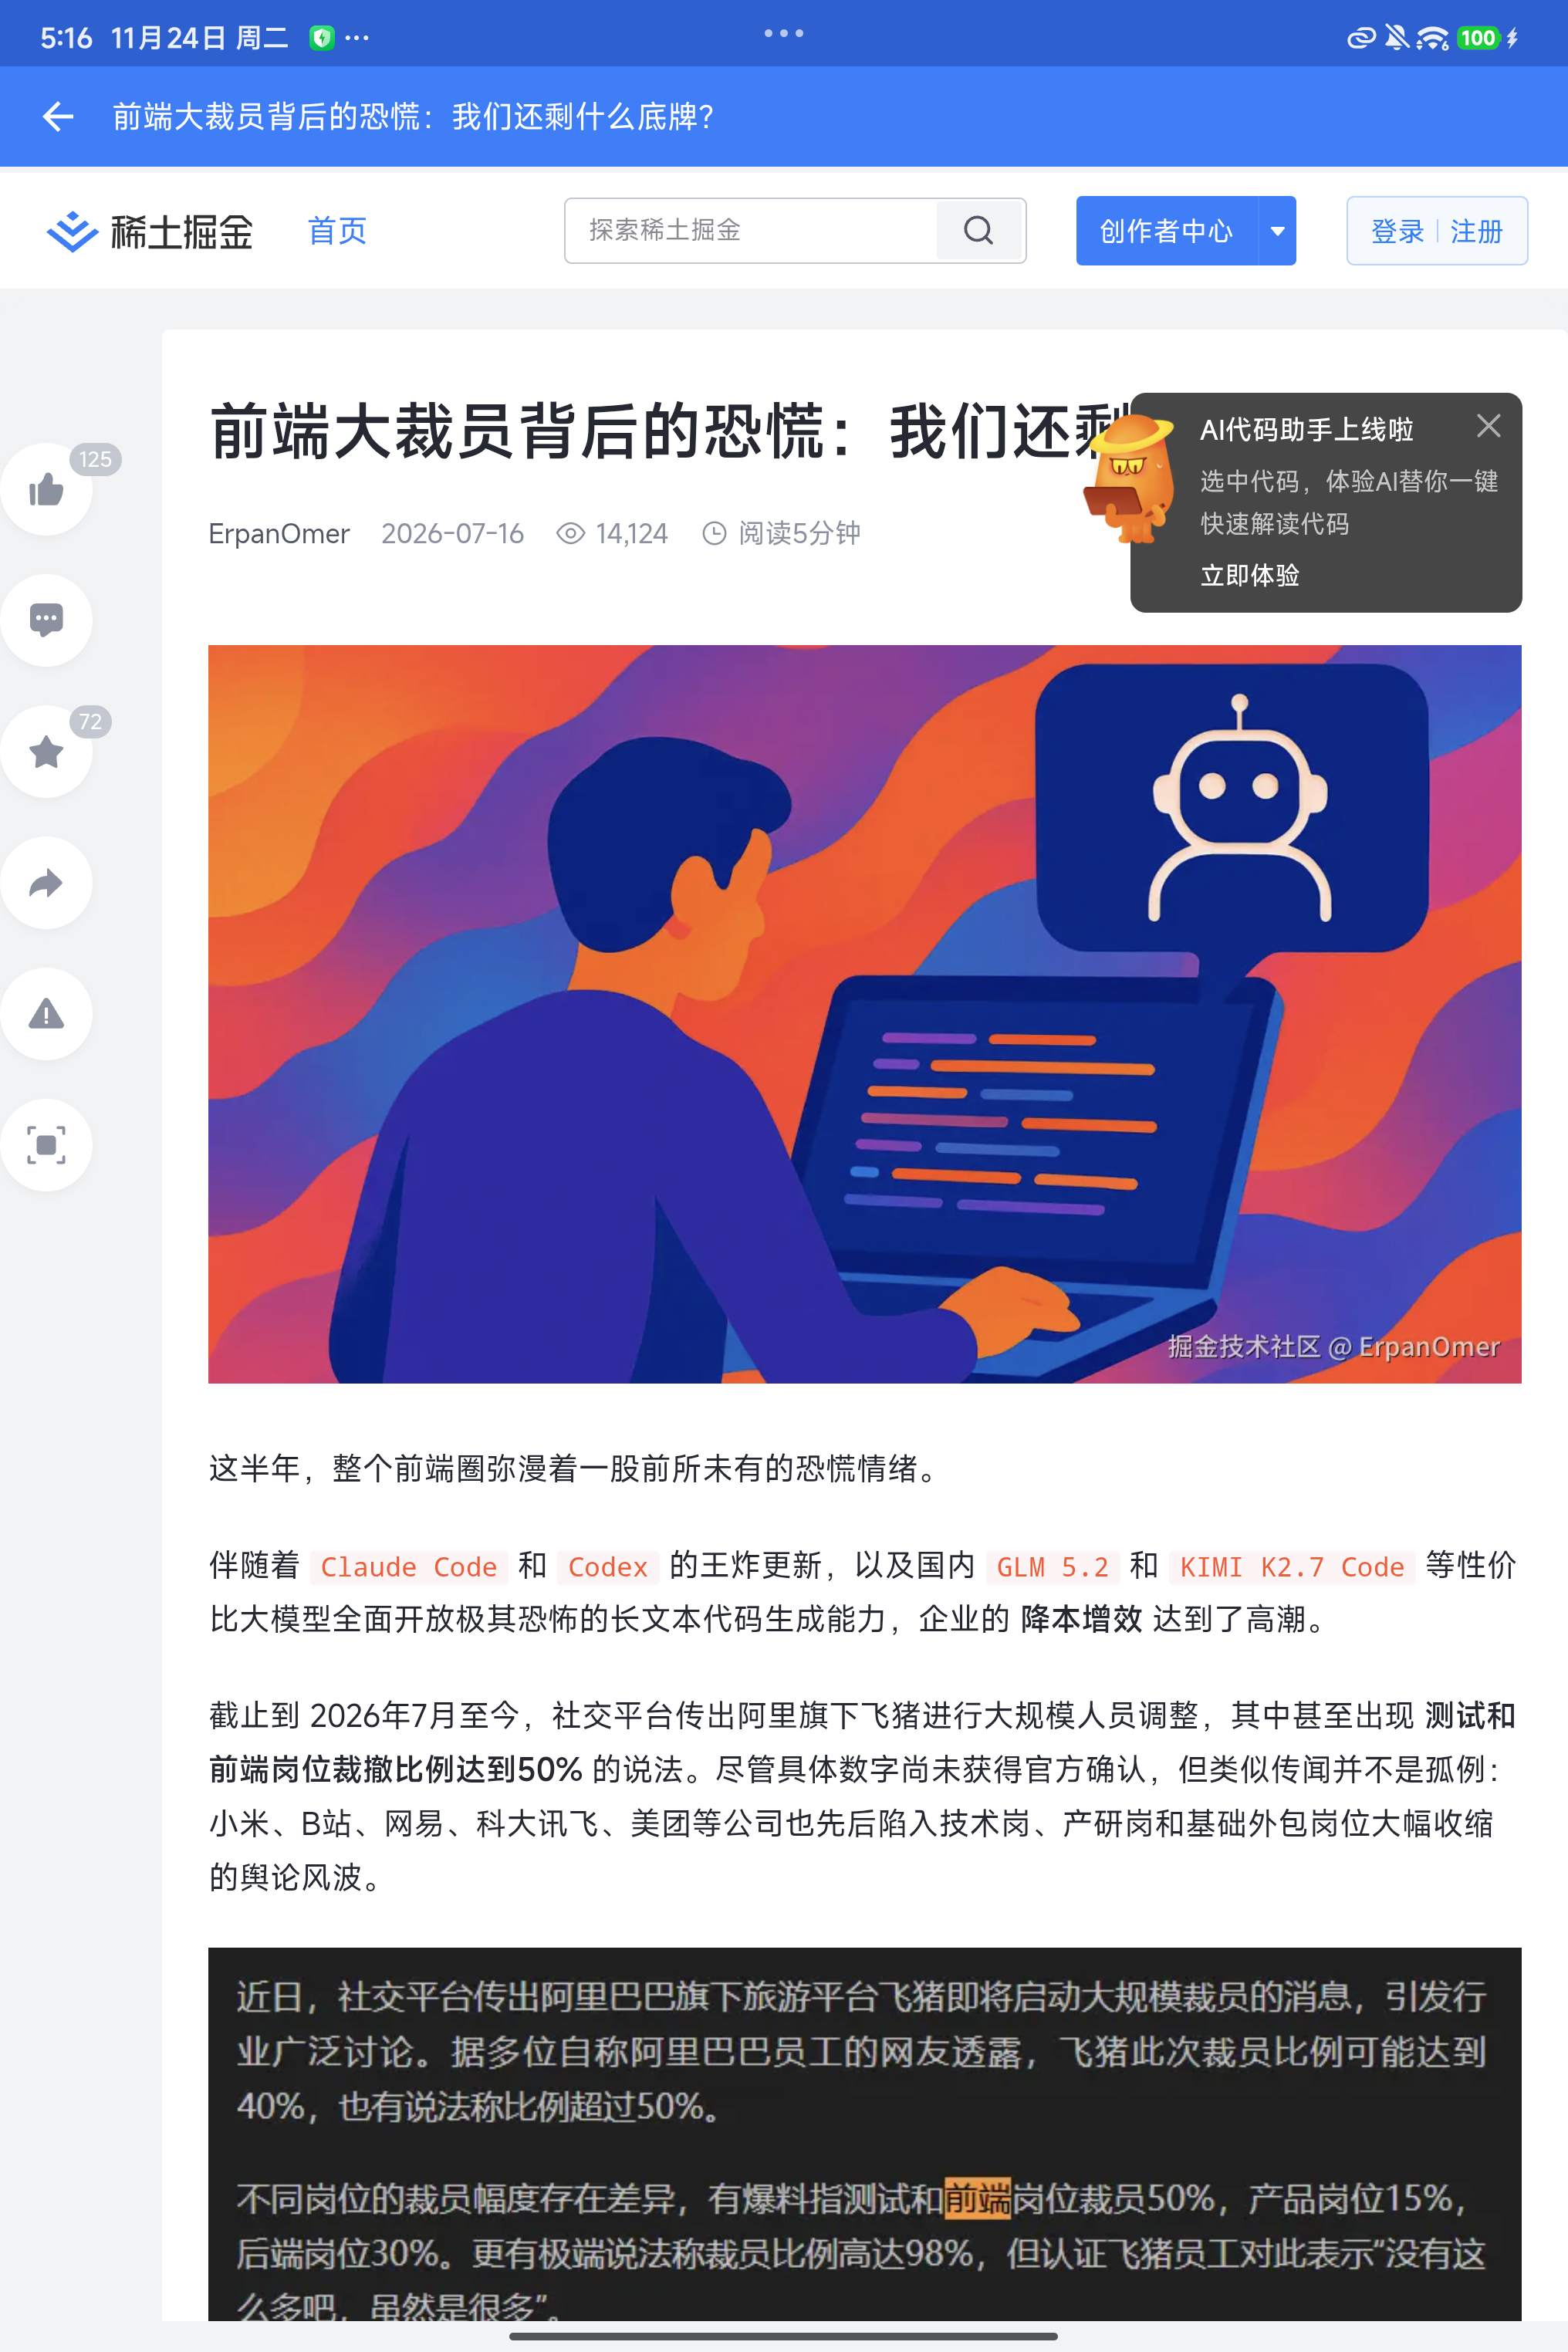 5:16 11月24日 周二
100
前端大裁员背后的恐慌：我们还剩什么底牌？
稀土掘金
首页
探索稀土掘金
创作者中心
登录
注册
前端大裁员背后的恐慌：我们还剩
AI代码助手上线啦
选中代码，体验AI替你一键
快速解读代码
立即体验
ErpanOmer 2026-07-16 14,124 阅读5分钟
125
72
掘金技术社区 @ ErpanOmer
这半年，整个前端圈弥漫着一股前所未有的恐慌情绪。
伴随着 Claude Code 和 Codex 的王炸更新，以及国内 GLM 5.2 和 KIMI K2.7 Code 等性价
比大模型全面开放极其恐怖的长文本代码生成能力，企业的 降本增效 达到了高潮。
截止到 2026年7月至今，社交平台传出阿里旗下飞猪进行大规模人员调整，其中甚至出现 测试和
前端岗位裁撤比例达到50% 的说法。尽管具体数字尚未获得官方确认，但类似传闻并不是孤例：
小米、B站、网易、科大讯飞、美团等公司也先后陷入技术岗、产研岗和基础外包岗位大幅收缩
的舆论风波。
近日，社交平台传出阿里巴巴旗下旅游平台飞猪即将启动大规模裁员的消息，引发行
业广泛讨论。据多位自称阿里巴巴员工的网友透露，飞猪此次裁员比例可能达到
40%，也有说法称比例超过50%。
不同岗位的裁员幅度存在差异，有爆料指测试和前端岗位裁员50%，产品岗位15%，
后端岗位30%。更有极端说法称裁员比例高达98%，但认证飞猪员工对此表示“没有这
么多吧，虽然是很多”。